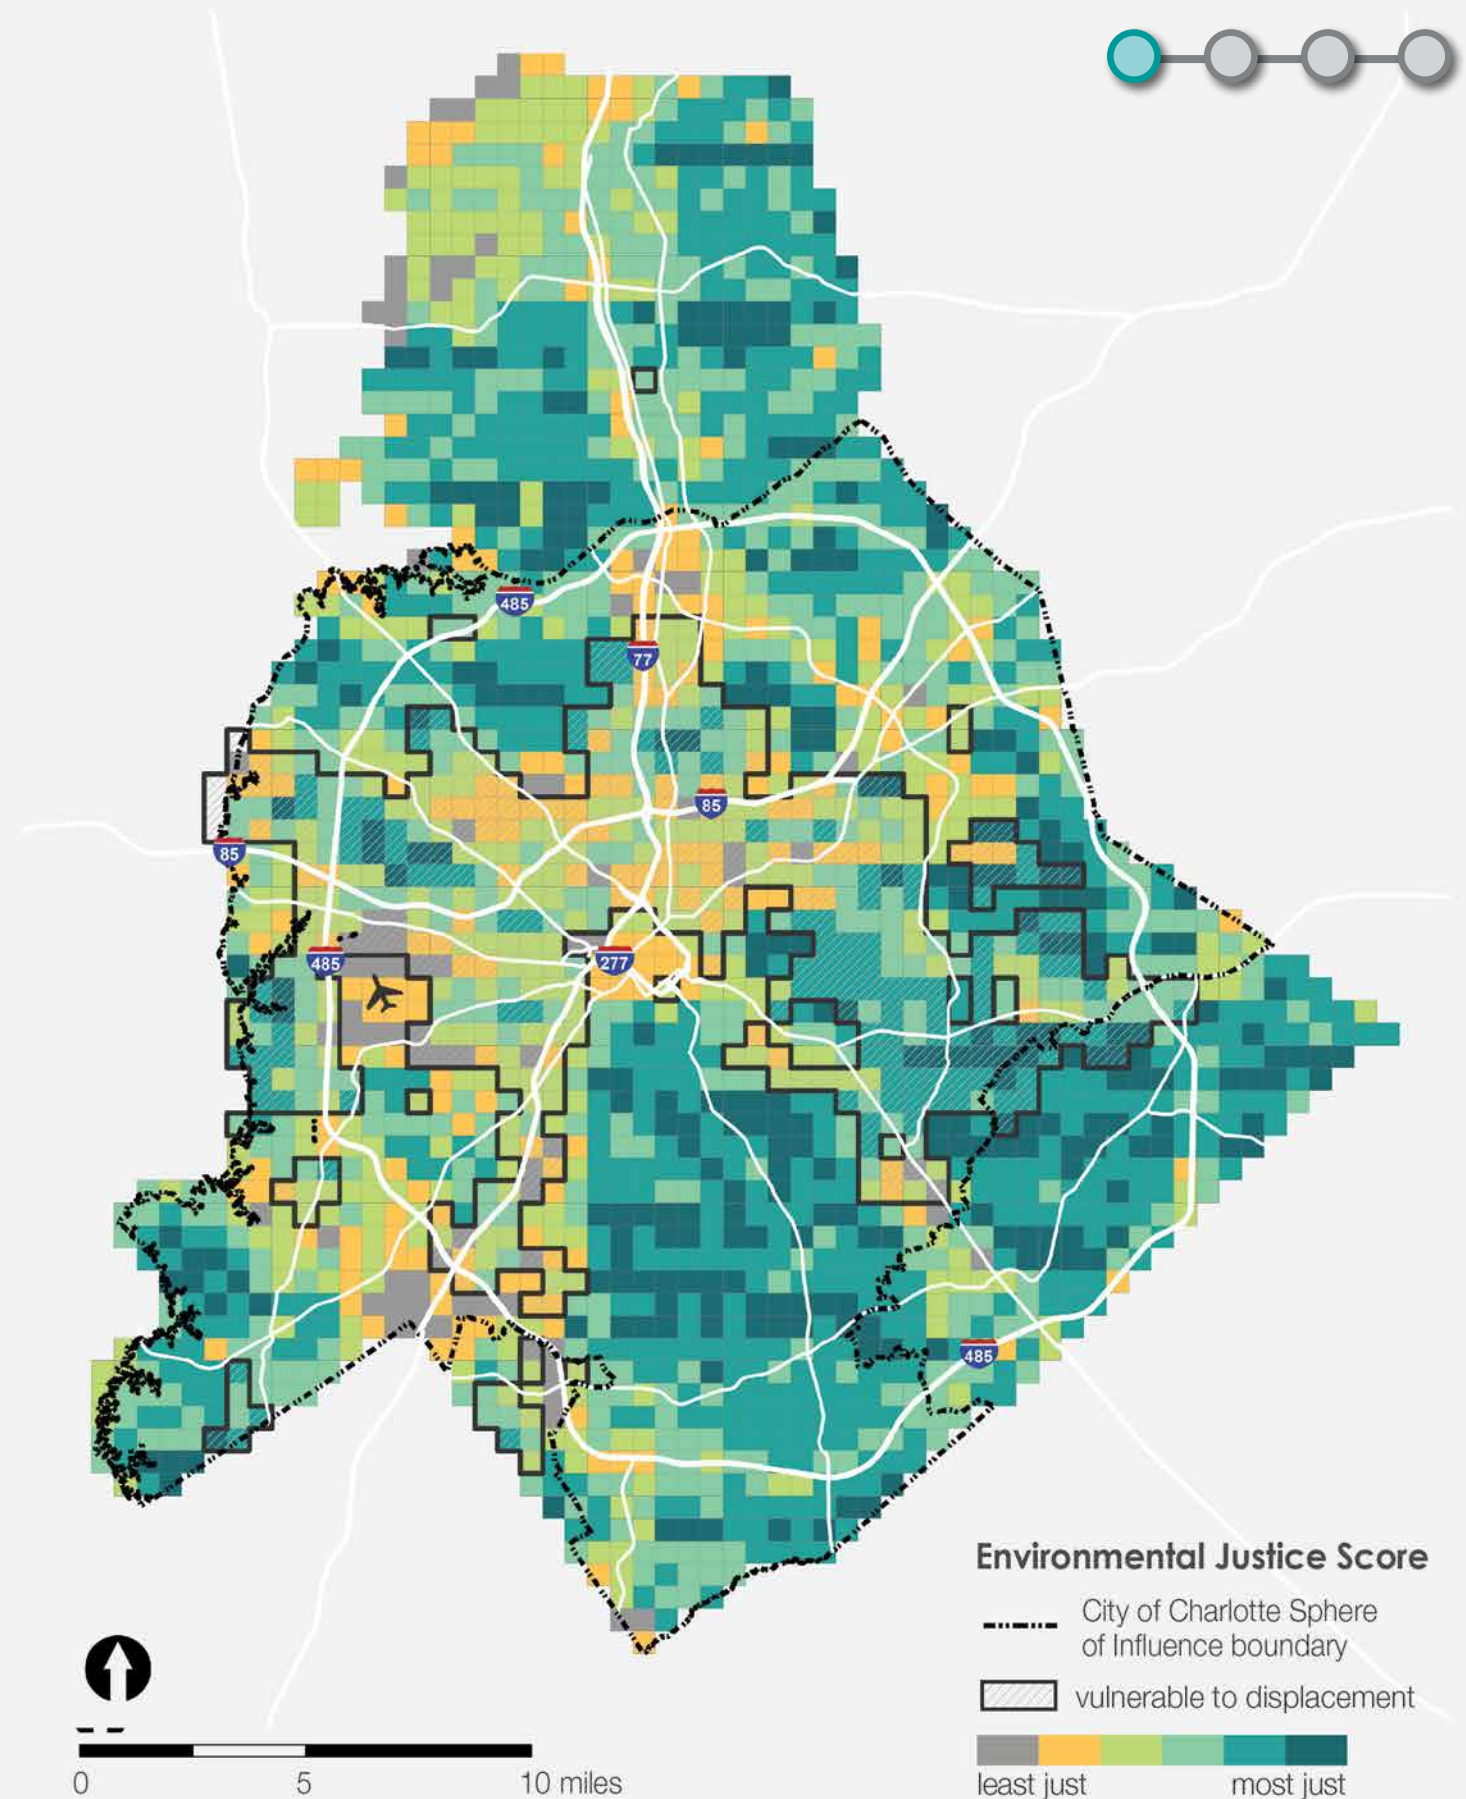 485
77
85
85
485
277
485
Environmental Justice Score
City of Charlotte Sphere
of Influence boundary
vulnerable to displacement
least just most just
0 5 10 miles